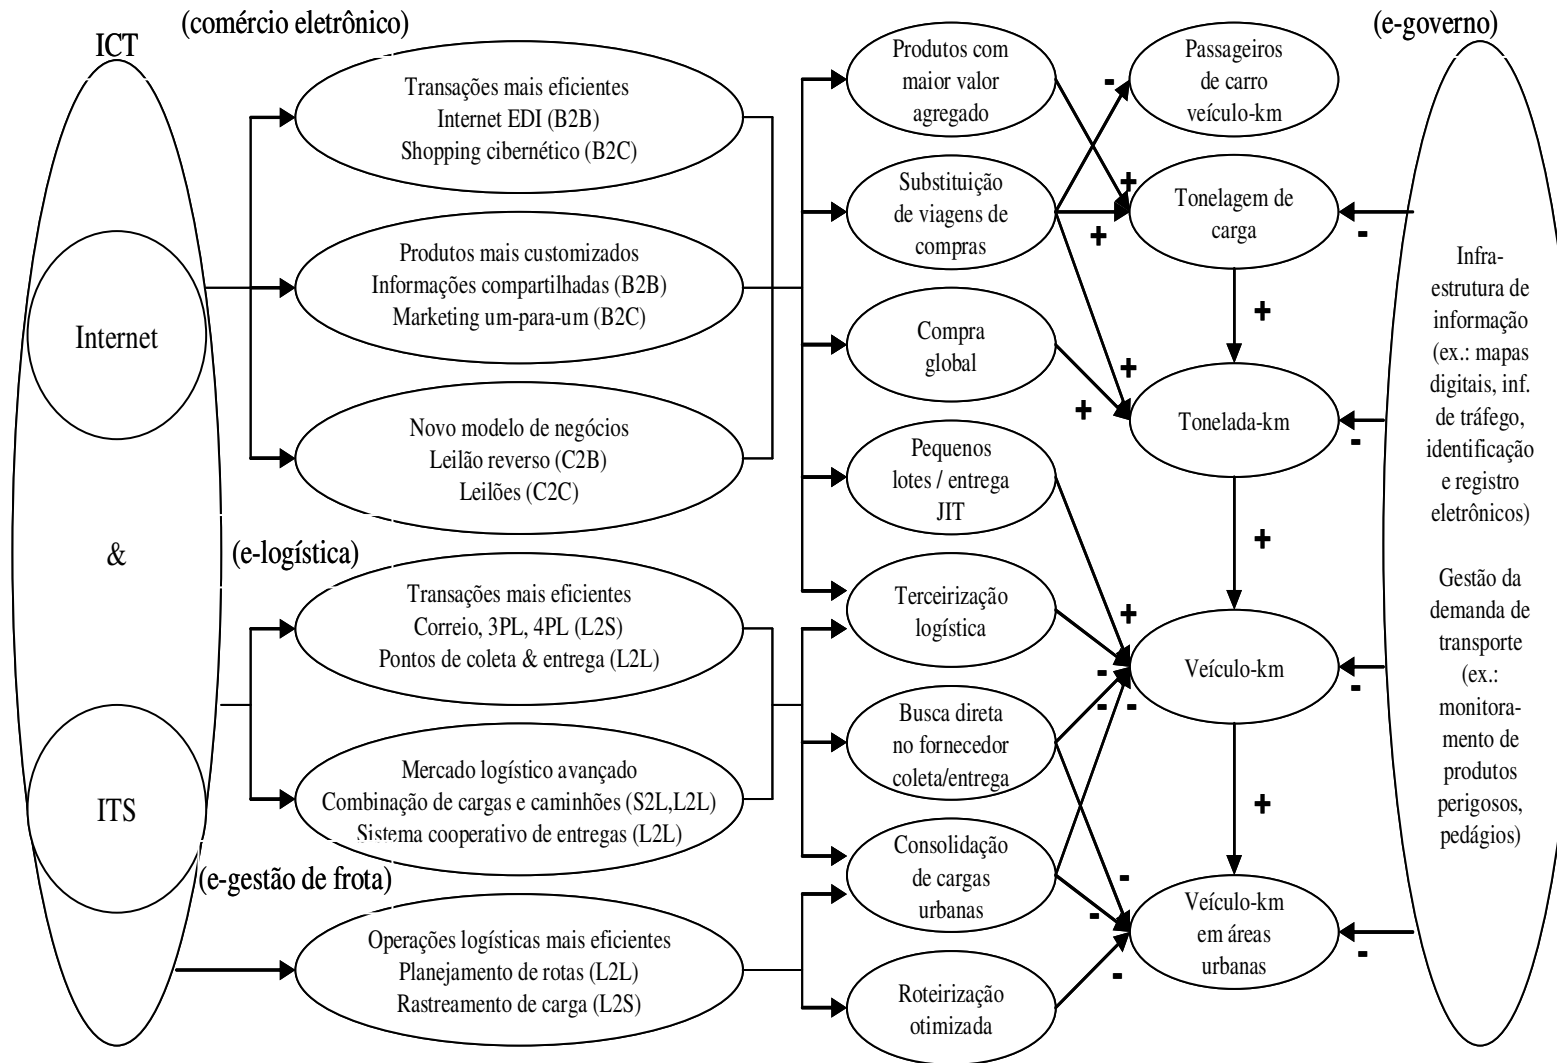 ICT
(comércio eletrônico)
(e-governo)
Internet
&
ITS
Transações mais eficientes
Internet EDI (B2B)
Shopping cibernético (B2C)
Produtos mais customizados
Informações compartilhadas (B2B)
Marketing um-para-um (B2C)
Novo modelo de negócios
Leilão reverso (C2B)
Leilões (C2C)
(e-logística)
Transações mais eficientes
Correio, 3PL, 4PL (L2S)
Pontos de coleta & entrega (L2L)
Mercado logístico avançado
Combinação de cargas e caminhões (S2L,L2L)
Sistema cooperativo de entregas (L2L)
(e-gestão de frota)
Operações logísticas mais eficientes
Planejamento de rotas (L2L)
Rastreamento de carga (L2S)
Produtos com
maior valor
agregado
Substituição
de viagens de
compras
Compra
global
Pequenos
lotes / entrega
JIT
Terceirização
logística
Busca direta
no fornecedor
coleta/entrega
Consolidação
de cargas
urbanas
Roteirização
otimizada
-
+
+
+
+
+
-
-
-
-
-
-
Passageiros
de carro
veículo-km
Tonelagem de
carga
+
Tonelada-km
+
Veículo-km
+
Veículo-km
em áreas
urbanas
-
-
-
-
Infra-
estrutura de
informação
(ex.: mapas
digitais, inf.
de tráfego,
identificação
e registro
eletrônicos)
Gestão da
demanda de
transporte
(ex.:
monitora-
mento de
produtos
perigosos,
pedágios)